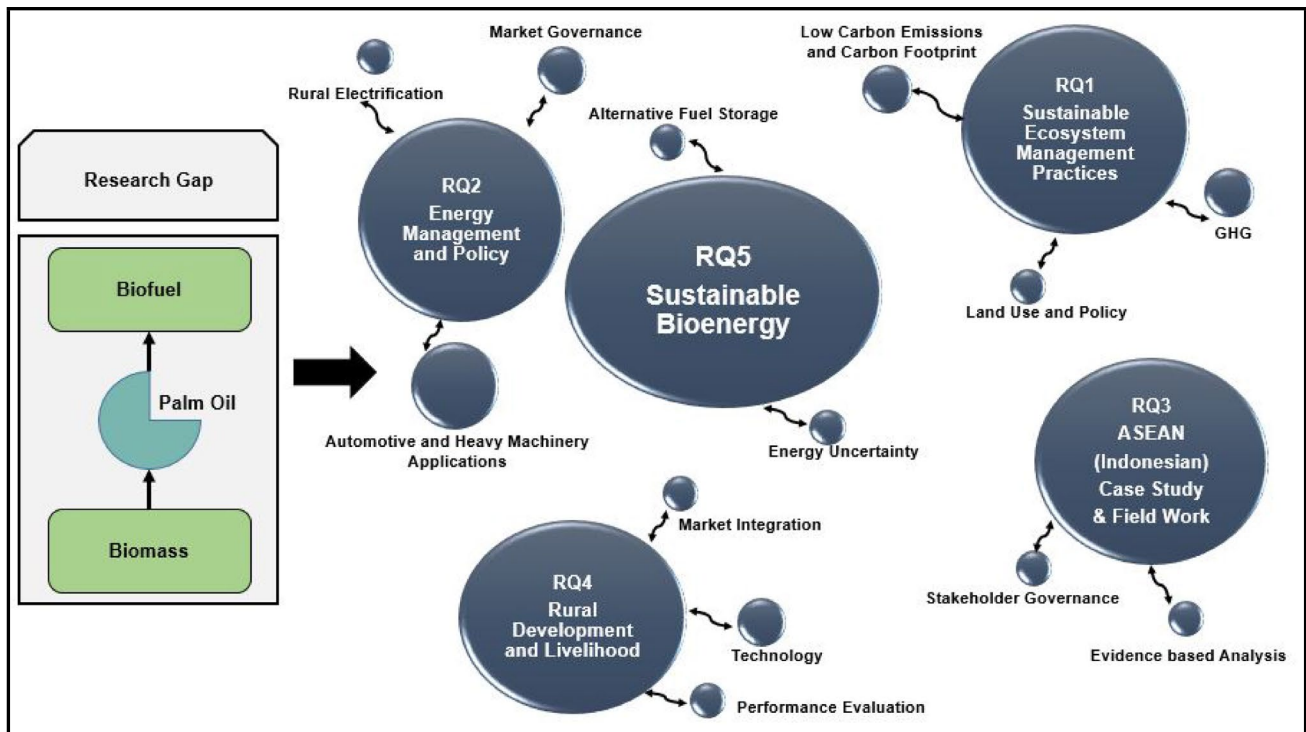 Research Gap
Biofuel
Palm Oil
Biomass
Rural Electrification
Market Governance
RQ2
Energy
Management
and Policy
Automotive and Heavy Machinery
Applications
Alternative Fuel Storage
RQ5
Sustainable
Bioenergy
Energy Uncertainty
Low Carbon Emissions
and Carbon Footprint
RQ1
Sustainable
Ecosystem
Management
Practices
GHG
Land Use and Policy
RQ3
ASEAN
(Indonesian)
Case Study
& Field Work
Stakeholder Governance
Evidence based Analysis
RQ4
Rural
Development
and Livelihood
Market Integration
Technology
Performance Evaluation